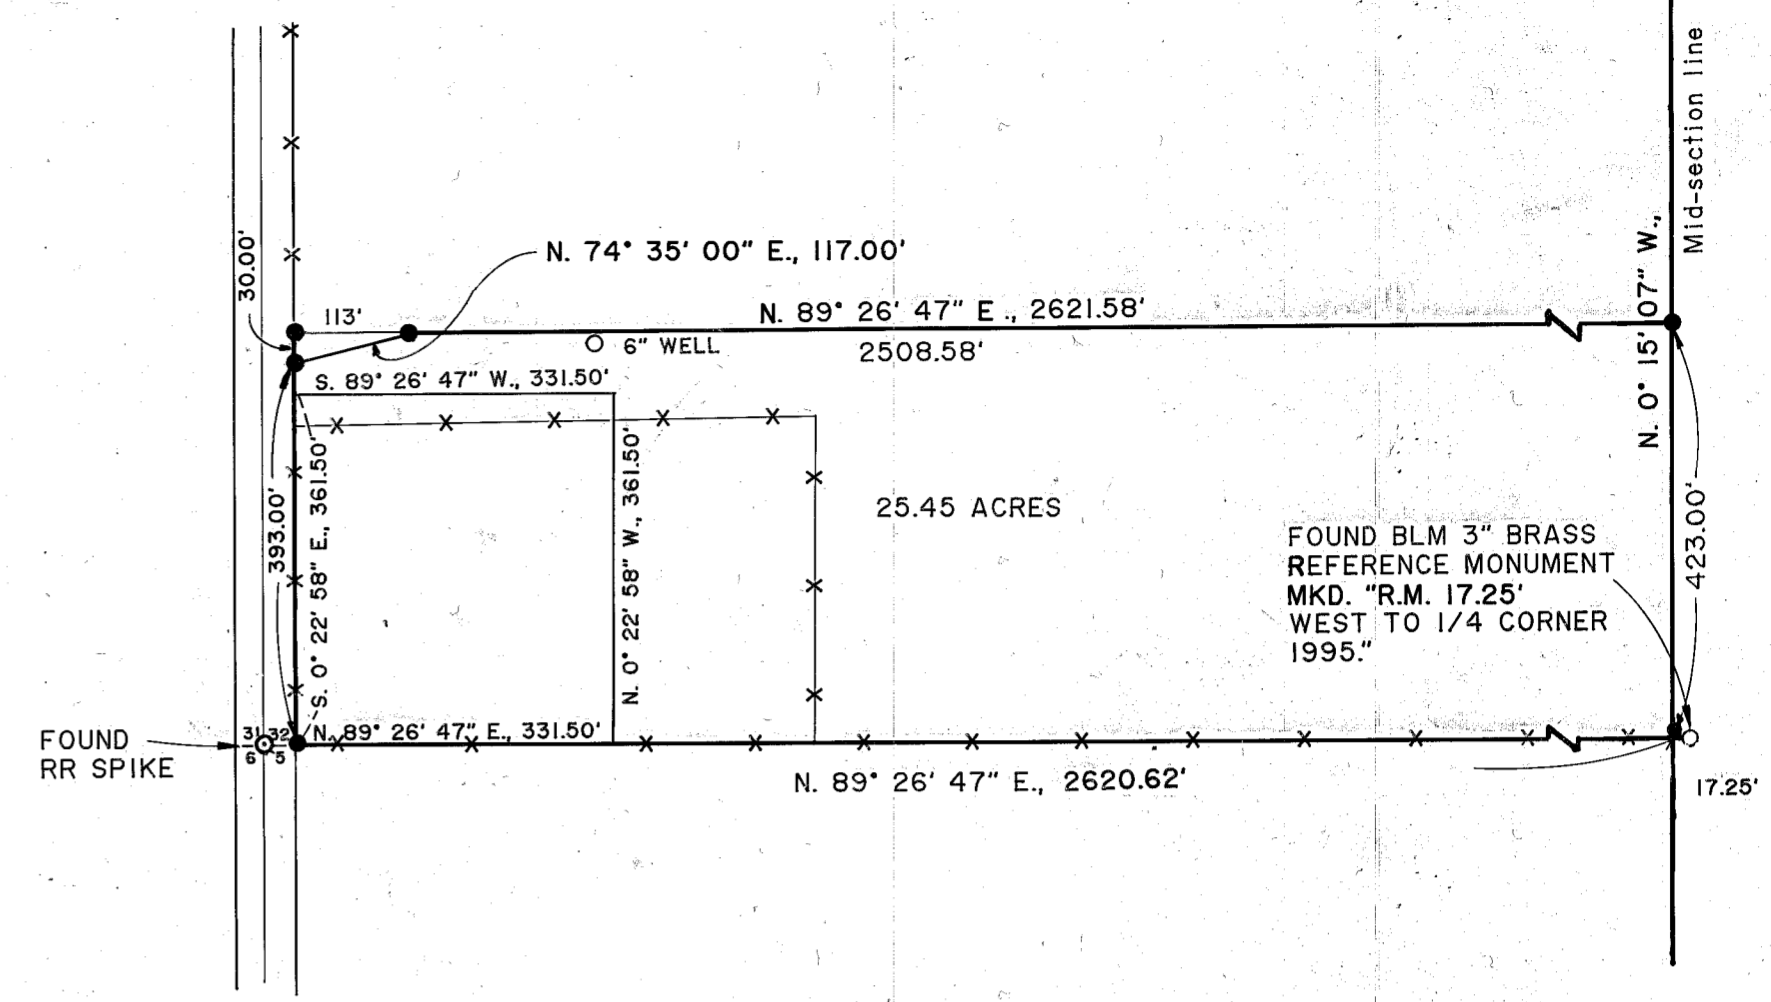 Mid-section line
30.00'
N. 74° 35' 00" E., 117.00'
113'
N. 89° 26' 47" E., 2621.58'
6" WELL
2508.58'
N. 0° 15' 07" W.,
S. 89° 26' 47" W., 331.50'
393.00'
S. 0° 22' 58" E., 361.50'
N. 0° 22' 58" W., 361.50'
25.45 ACRES
423.00'
FOUND BLM 3" BRASS
REFERENCE MONUMENT
MKD. "R.M. 17.25'
WEST TO 1/4 CORNER
1995."
FOUND
RR SPIKE
31 32
6 5
N. 89° 26' 47" E., 331.50'
N. 89° 26' 47" E., 2620.62'
17.25'